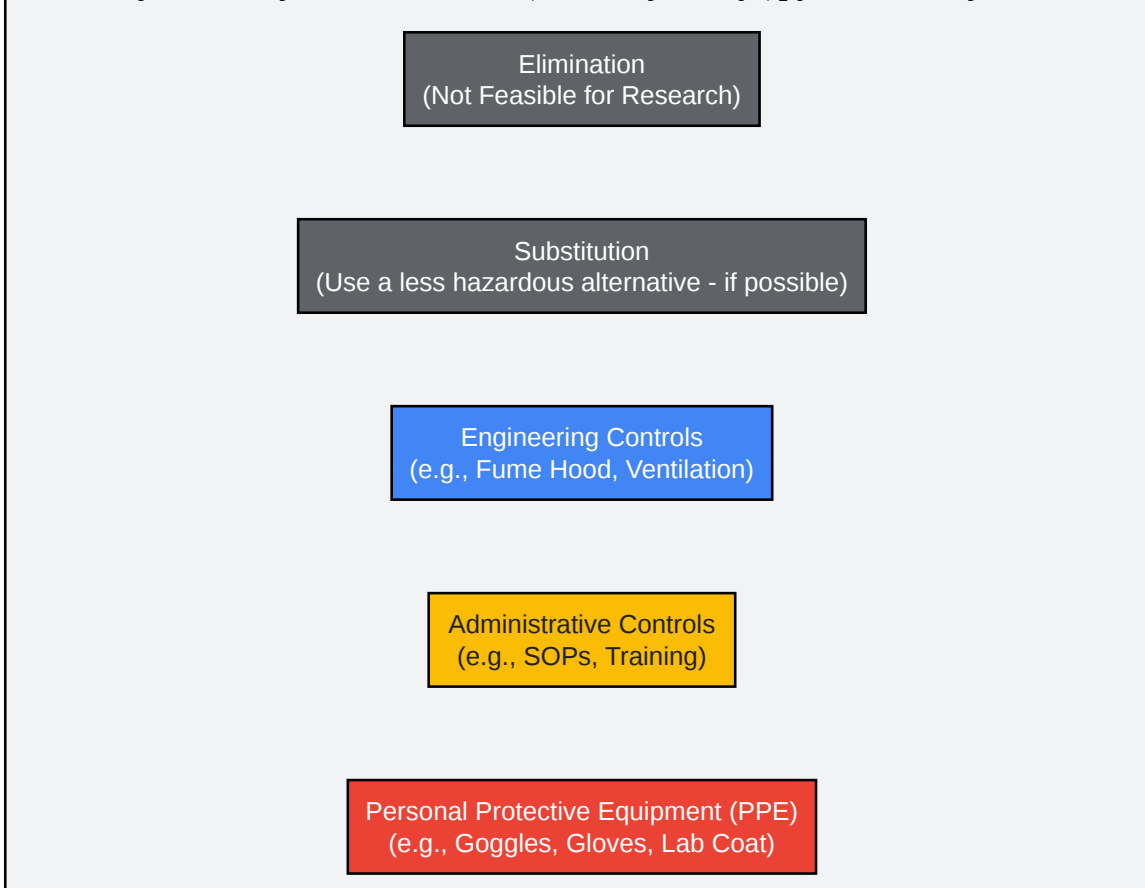 Elimination
(Not Feasible for Research)
Substitution
(Use a less hazardous alternative - if possible)
Engineering Controls
(e.g., Fume Hood, Ventilation)
Administrative Controls
(e.g., SOPs, Training)
Personal Protective Equipment (PPE)
(e.g., Goggles, Gloves, Lab Coat)